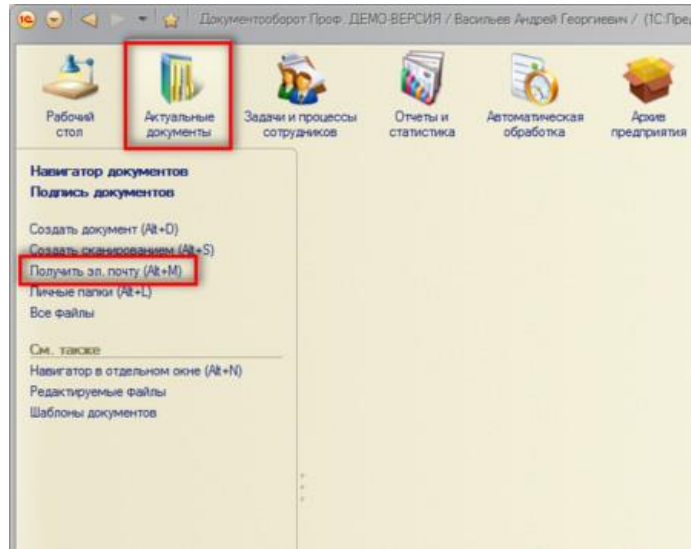 1С
Документооборот Проф. ДЕМО-ВЕРСИЯ / Васильев Андрей Георгиевич / (1С:Пред
Рабочий
стол
Актуальные
документы
Задачи и процессы
сотрудников
Отчеты и
статистика
Автоматическая
обработка
Архив
предприятия
Навигатор документов
Подпись документов
Создать документ (Alt+D)
Создать сканированием (Alt+S)
Получить эл. почту (Alt+M)
Личные папки (Alt+L)
Все файлы
См. также
Навигатор в отдельном окне (Alt+N)
Редактируемые файлы
Шаблоны документов